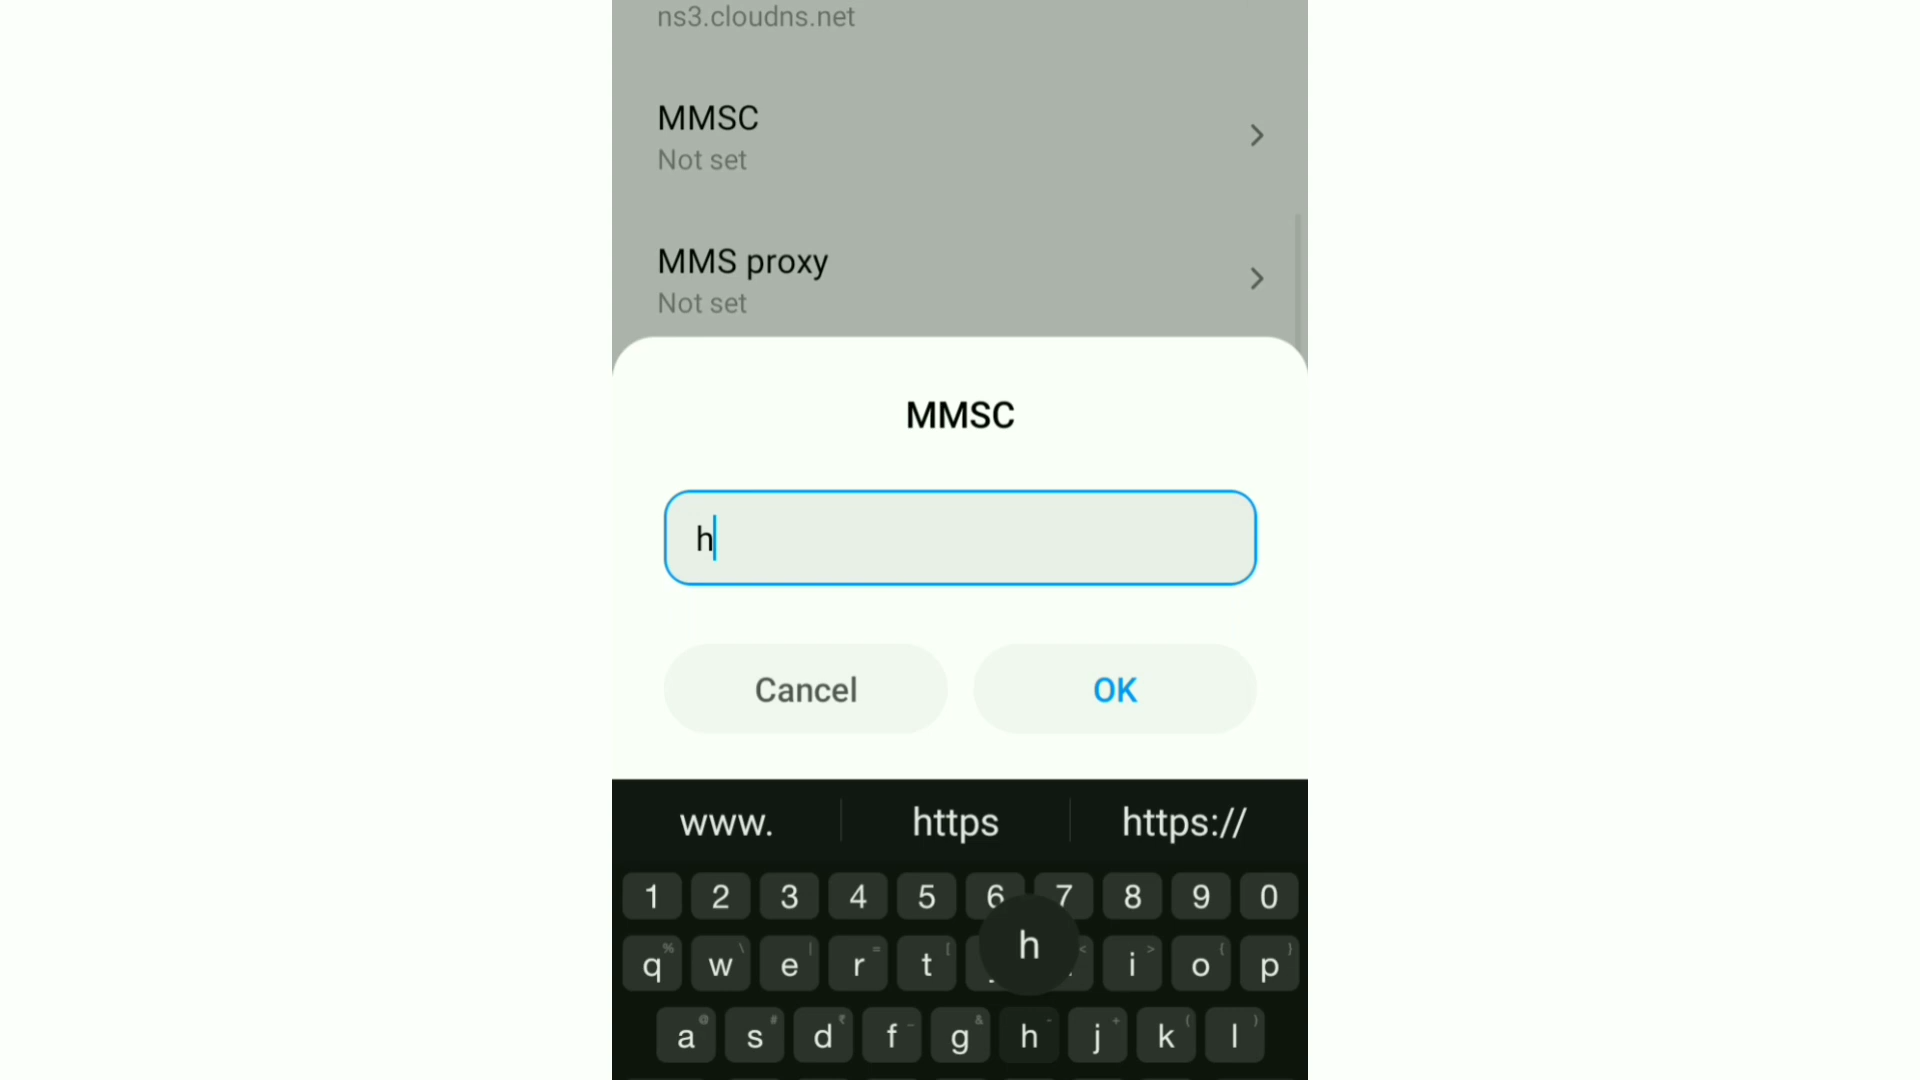 ns3.cloudns.net
MMSC
Not set
MMS proxy
Not set
MMSC
h
Cancel OK
www. https https://
1 2 3 4 5 6 7 8 9 0
% \ | = [ < > { }
q w e r t h i o p
@ # ₹ _ & - + ( )
a s d f g h j k l